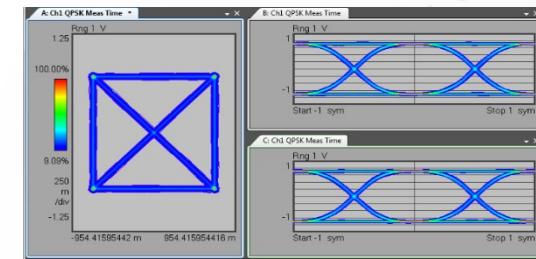 A: Ch1 QPSK Meas Time
Rng 1 V
1.25
100.00%
9.09%
250
m
/div
-1.25
-954.41595442 m
954.41595416 m
B: Ch1 QPSK Meas Time
Rng 1 V
1
-1
Start -1 sym
Stop 1 sym
C: Ch1 QPSK Meas Time
Rng 1 V
1
-1
Start -1 sym
Stop 1 sym